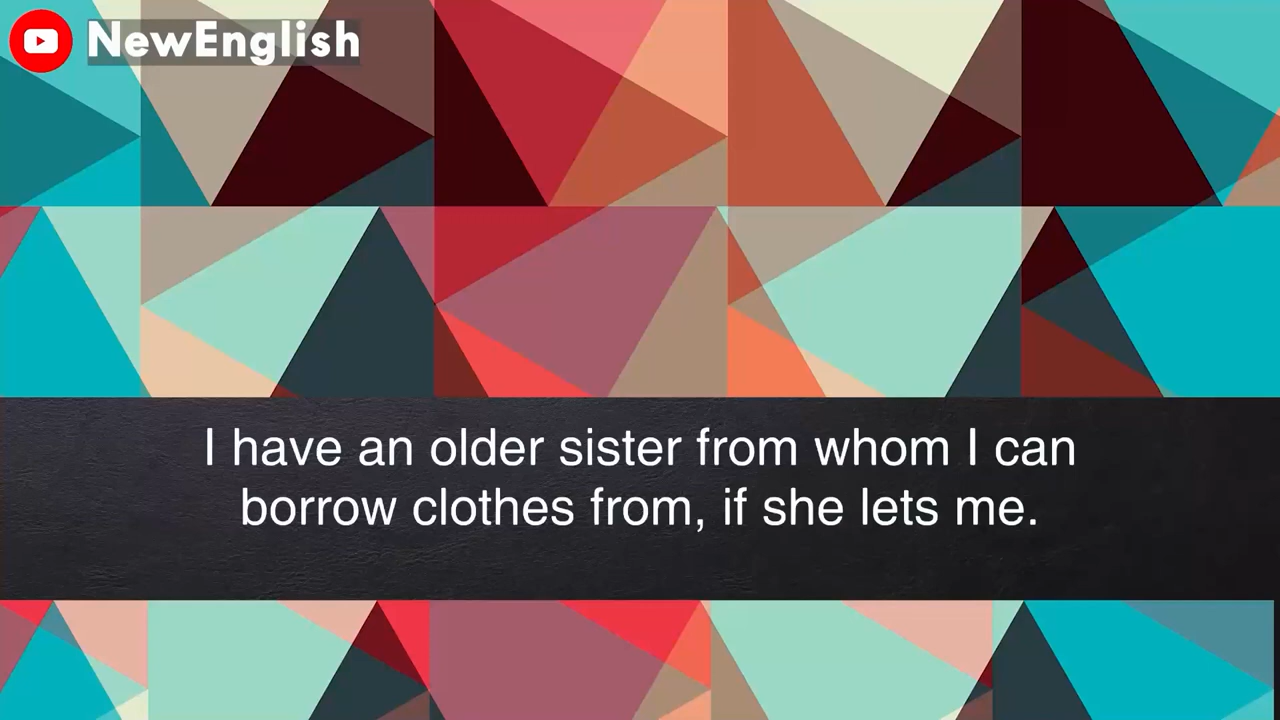 NewEnglish
I have an older sister from whom I can
borrow clothes from, if she lets me.